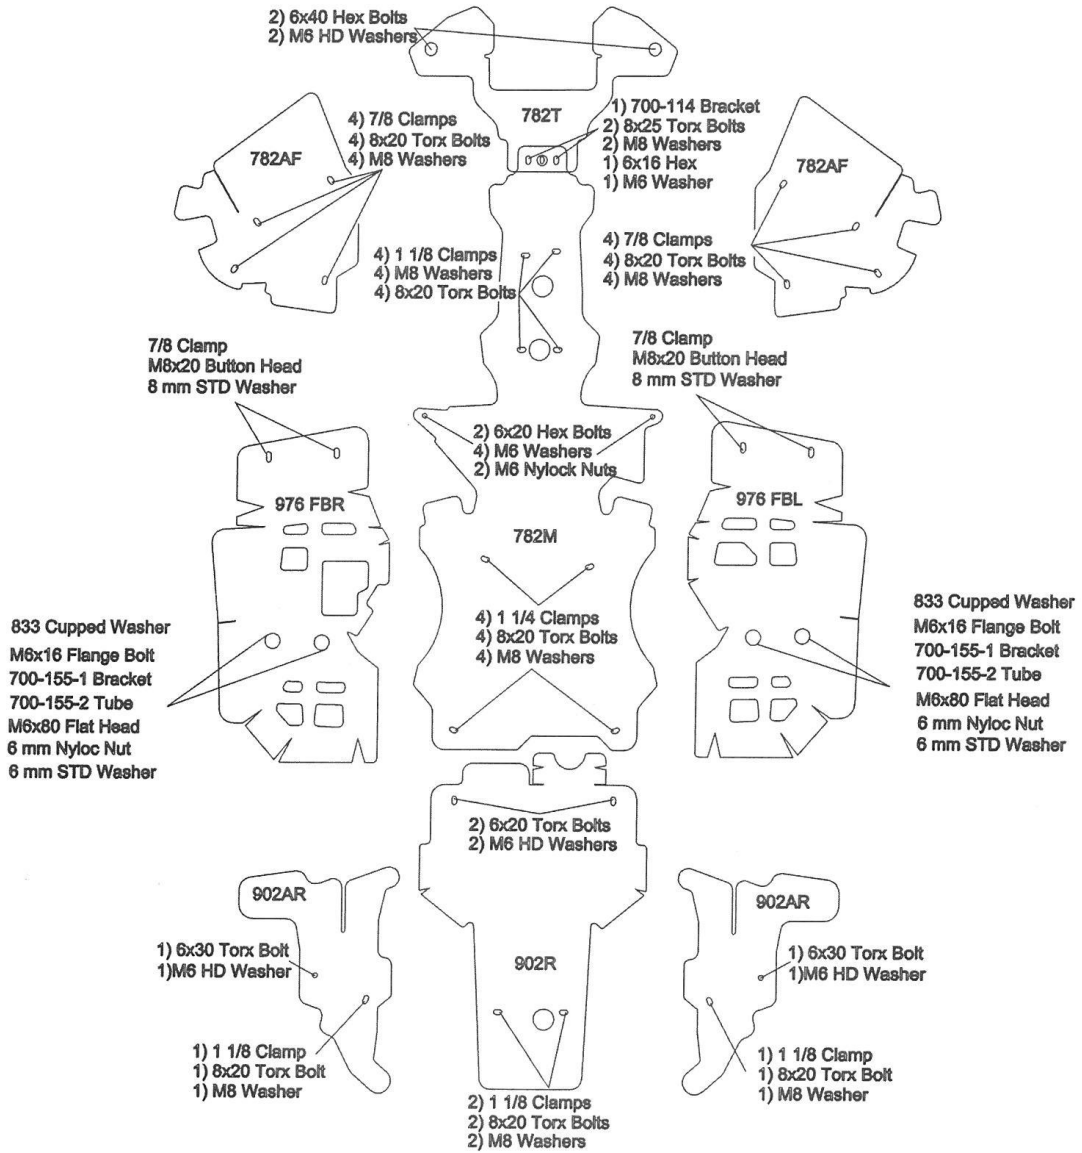 2) 6x40 Hex Bolts
2) M6 HD Washers
782T
1) 700-114 Bracket
2) 8x25 Torx Bolts
2) M8 Washers
1) 6x16 Hex
1) M6 Washer
4) 7/8 Clamps
4) 8x20 Torx Bolts
4) M8 Washers
782AF
782AF
4) 1 1/8 Clamps
4) M8 Washers
4) 8x20 Torx Bolts
4) 7/8 Clamps
4) 8x20 Torx Bolts
4) M8 Washers
7/8 Clamp
M8x20 Button Head
8 mm STD Washer
7/8 Clamp
M8x20 Button Head
8 mm STD Washer
2) 6x20 Hex Bolts
4) M6 Washers
2) M6 Nylock Nuts
976 FBR
976 FBL
782M
4) 1 1/4 Clamps
4) 8x20 Torx Bolts
4) M8 Washers
833 Cupped Washer
M6x16 Flange Bolt
700-155-1 Bracket
700-155-2 Tube
M6x80 Flat Head
6 mm Nyloc Nut
6 mm STD Washer
833 Cupped Washer
M6x16 Flange Bolt
700-155-1 Bracket
700-155-2 Tube
M6x80 Flat Head
6 mm Nyloc Nut
6 mm STD Washer
2) 6x20 Torx Bolts
2) M6 HD Washers
902AR
902AR
1) 6x30 Torx Bolt
1)M6 HD Washer
902R
1) 6x30 Torx Bolt
1)M6 HD Washer
1) 1 1/8 Clamp
1) 8x20 Torx Bolt
1) M8 Washer
1) 1 1/8 Clamp
1) 8x20 Torx Bolt
1) M8 Washer
2) 1 1/8 Clamps
2) 8x20 Torx Bolts
2) M8 Washers